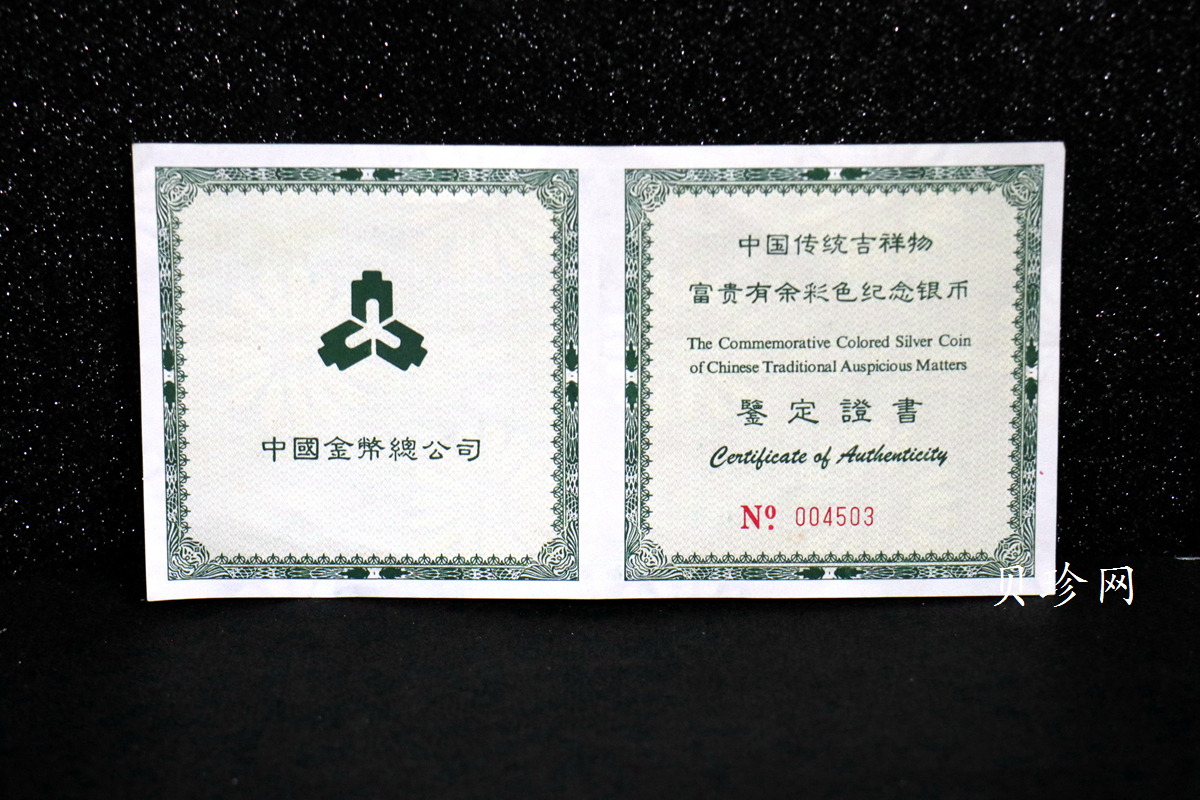 中國金幣總公司
中国传统吉祥物
富贵有余彩色纪念银币
The Commemorative Colored Silver Coin
of Chinese Traditional Auspicious Matters
鑒定證書
Certificate of Authenticity
Nº 004503
贝珍网